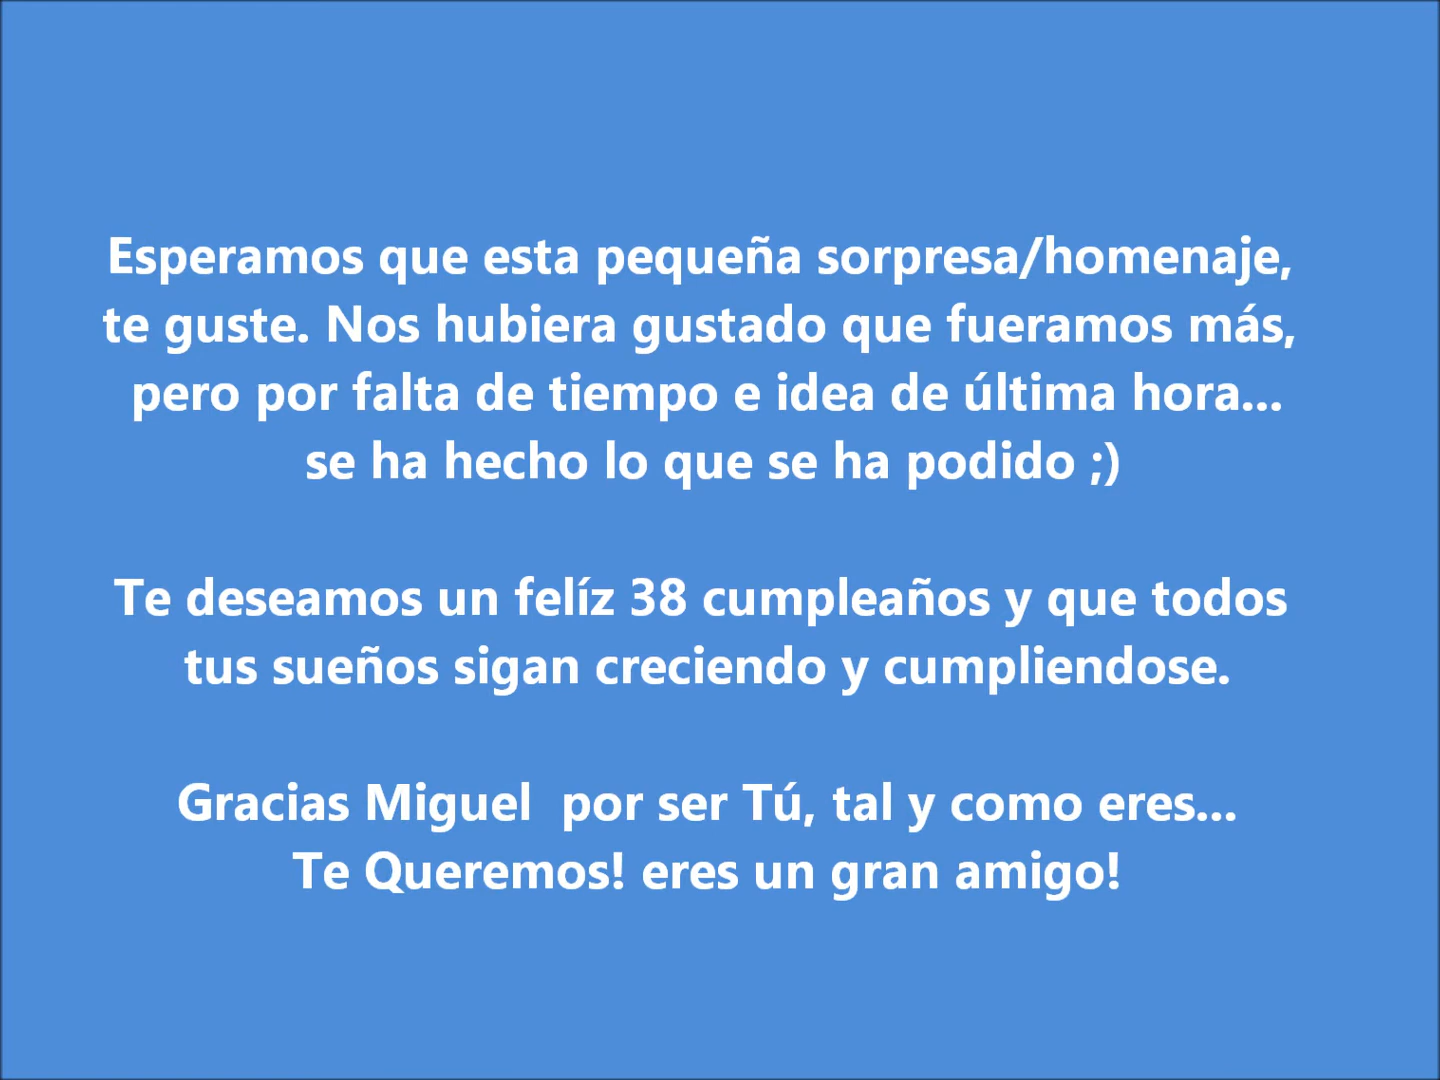 Esperamos que esta pequeña sorpresa/homenaje,
te guste. Nos hubiera gustado que fueramos más,
pero por falta de tiempo e idea de última hora...
se ha hecho lo que se ha podido ;)
Te deseamos un felíz 38 cumpleaños y que todos
tus sueños sigan creciendo y cumpliendose.
Gracias Miguel  por ser Tú, tal y como eres...
Te Queremos! eres un gran amigo!